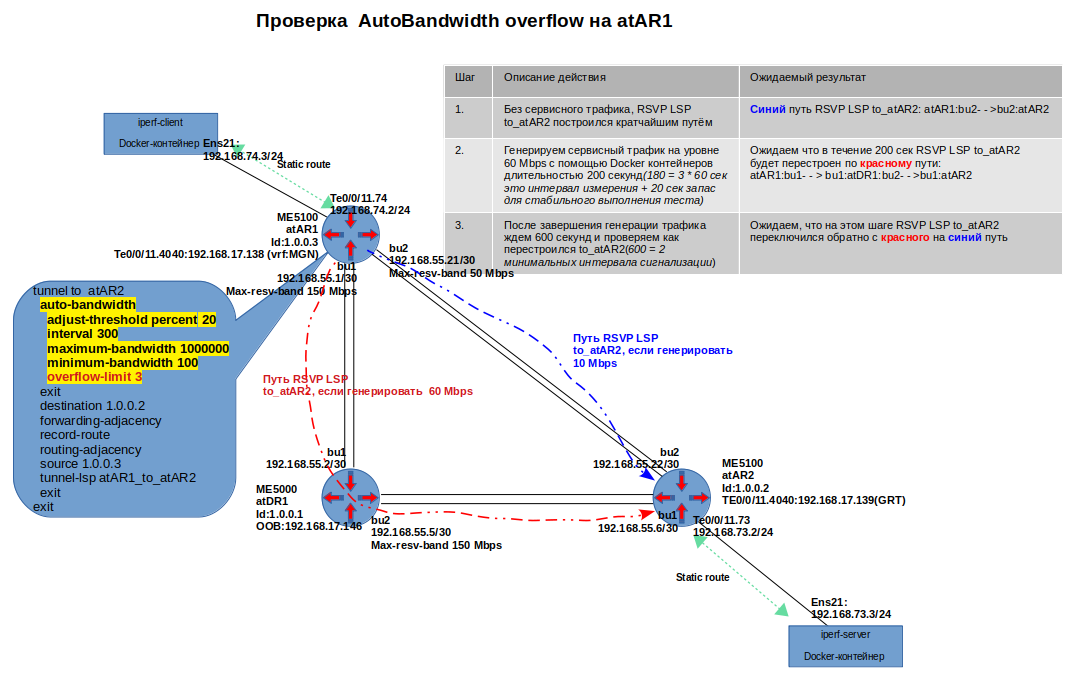 Проверка AutoBandwidth overflow на atAR1
Шаг
Описание действия
Ожидаемый результат
1.
Без сервисного трафика, RSVP LSP
to_atAR2 построился кратчайшим путём
Синий путь RSVP LSP to_atAR2: atAR1:bu2- - >bu2:atAR2
2.
Генерируем сервисный трафик на уровне
60 Mbps с помощью Docker контейнеров
длительностью 200 секунд(180 = 3 * 60 сек
это интервал измерения + 20 сек запас
для стабильного выполнения теста)
Ожидаем что в течение 200 сек RSVP LSP to_atAR2
будет перестроен по красному пути:
atAR1:bu1- - > bu1:atDR1:bu2- - >bu1:atAR2
3.
После завершения генерации трафика
ждем 600 секунд и проверяем как
перестроился to_atAR2(600 = 2
минимальных интервала сигнализации)
Ожидаем, что на этом шаге RSVP LSP to_atAR2
переключился обратно с красного на синий путь
iperf-client
Docker-контейнер
Ens21:
192.168.74.3/24
Static route
Te0/0/11.74
192.168.74.2/24
ME5100
atAR1
Id:1.0.0.3
Te0/0/11.4040:192.168.17.138 (vrf:MGN)
bu2
192.168.55.21/30
Max-resv-band 50 Mbps
bu1
192.168.55.1/30
Max-resv-band 150 Mbps
tunnel to_atAR2
auto-bandwidth
adjust-threshold percent 20
interval 300
maximum-bandwidth 1000000
minimum-bandwidth 100
overflow-limit 3
exit
destination 1.0.0.2
forwarding-adjacency
record-route
routing-adjacency
source 1.0.0.3
tunnel-lsp atAR1_to_atAR2
exit
exit
Путь RSVP LSP
to_atAR2, если генерировать
10 Mbps
Путь RSVP LSP
to_atAR2, если генерировать 60 Mbps
bu1
192.168.55.2/30
ME5000
atDR1
Id:1.0.0.1
OOB:192.168.17.146
bu2
192.168.55.5/30
Max-resv-band 150 Mbps
bu2
192.168.55.22/30
ME5100
atAR2
Id:1.0.0.2
TE0/0/11.4040:192.168.17.139(GRT)
bu1
192.168.55.6/30
Te0/0/11.73
192.168.73.2/24
Static route
Ens21:
192.168.73.3/24
iperf-server
Docker-контейнер